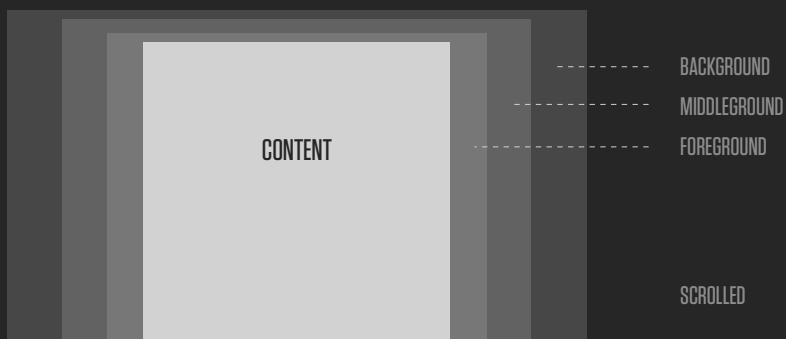 BACKGROUND
MIDDLEGROUND
CONTENT
FOREGROUND
SCROLLED